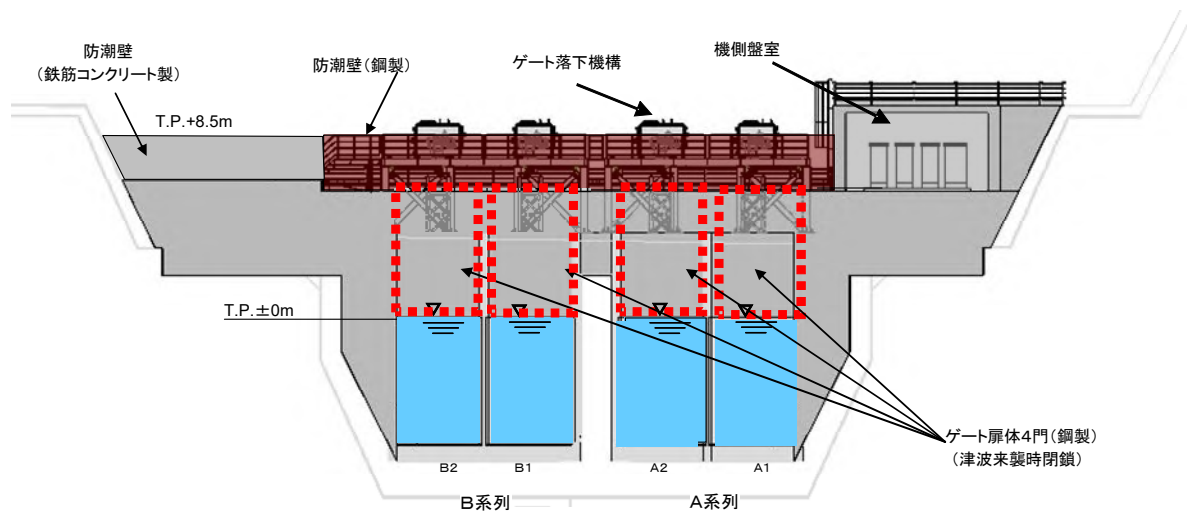 防潮壁
(鉄筋コンクリート製)
防潮壁(鋼製)
ゲート落下機構
機側盤室
T.P.+8.5m
T.P.±0m
ゲート扉体4門(鋼製)
(津波来襲時閉鎖)
B2
B1
A2
A1
B系列
A系列